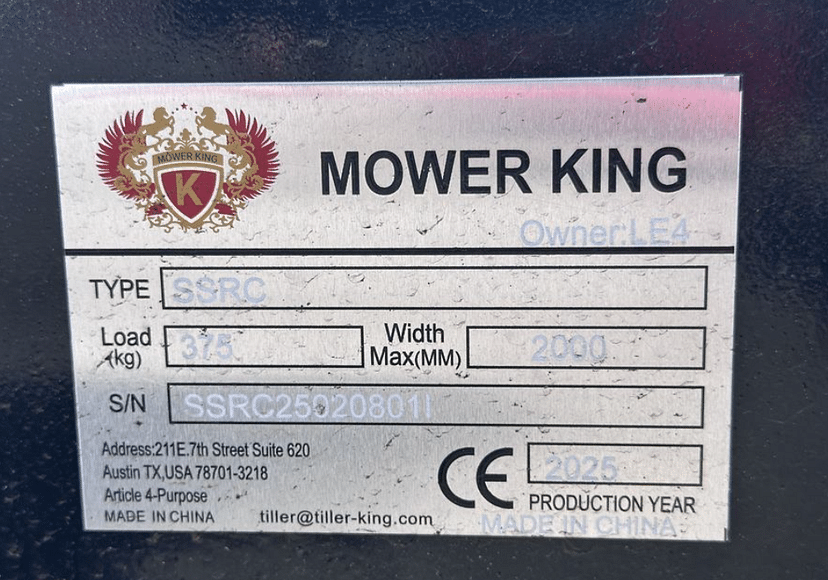 MOWER KING
K
MOWER KING
Owner:LE4
TYPE SSRC
Load (kg) 375 Width Max(MM) 2000
S/N SSRC25020801I
Address:211E.7th Street Suite 620
Austin TX,USA 78701-3218
Article 4-Purpose
MADE IN CHINA tiller@tiller-king.com
CE 2025
PRODUCTION YEAR
MADE IN CHINA